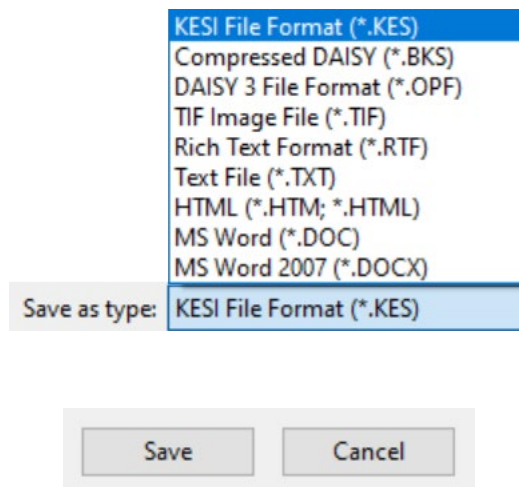 KESI File Format (*.KES)
Compressed DAISY (*.BKS)
DAISY 3 File Format (*.OPF)
TIF Image File (*.TIF)
Rich Text Format (*.RTF)
Text File (*.TXT)
HTML (*.HTM; *.HTML)
MS Word (*.DOC)
MS Word 2007 (*.DOCX)
Save as type: KESI File Format (*.KES)
Save Cancel